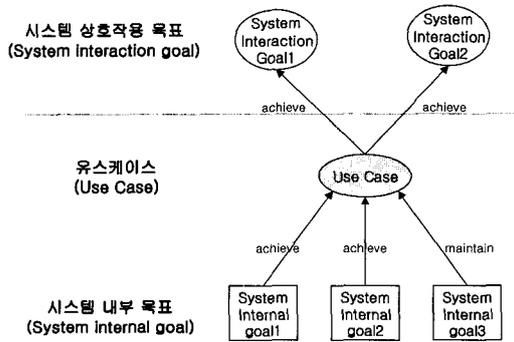 시스템 상호작용 목표
(System interaction goal)
System
Interaction
Goal1
System
Interaction
Goal2
achieve
achieve
유스케이스
(Use Case)
Use Case
achieve
achieve
maintain
시스템 내부 목표
(System internal goal)
System
Internal
goal1
System
Internal
goal2
System
Internal
goal3